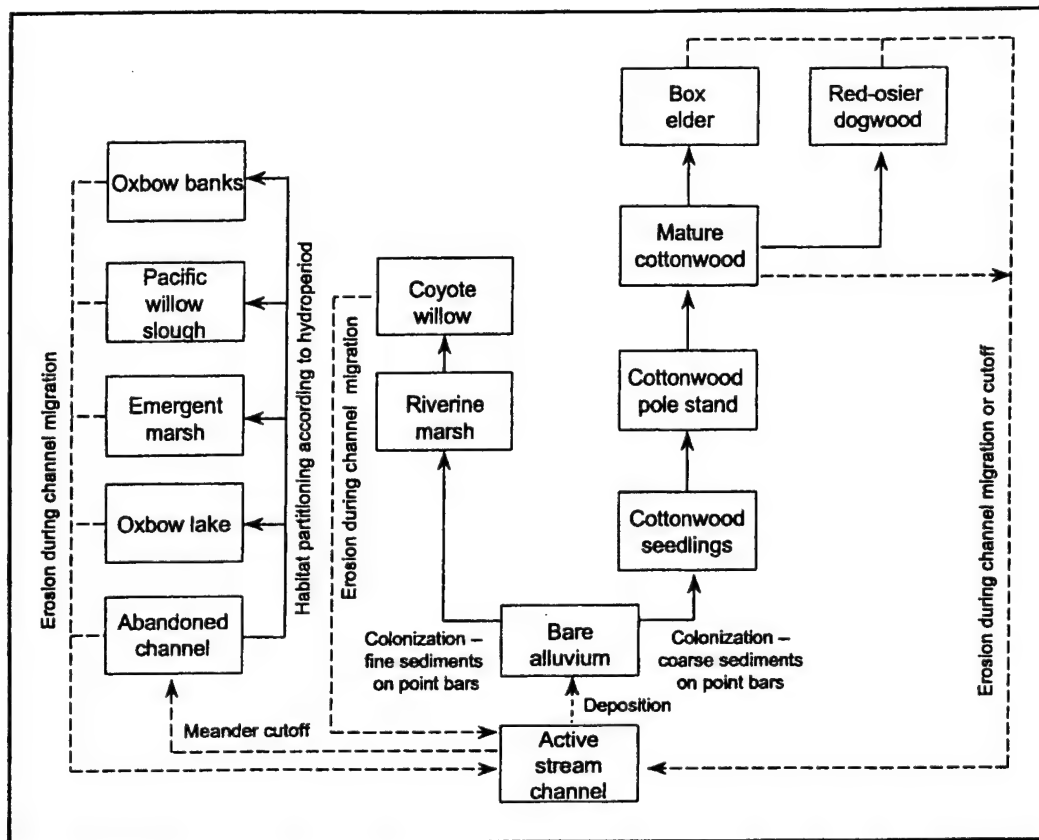 Box
elder
Red-osier
dogwood
Oxbow banks
Mature
cottonwood
Pacific
willow
slough
Coyote
willow
Habitat partitioning according to hydroperiod
Erosion during channel migration
Erosion during channel migration
Cottonwood
pole stand
Emergent
marsh
Riverine
marsh
Erosion during channel migration or cutoff
Oxbow lake
Cottonwood
seedlings
Abandoned
channel
Colonization –
fine sediments
on point bars
Bare
alluvium
Colonization –
coarse sediments
on point bars
Deposition
Meander cutoff
Active
stream
channel